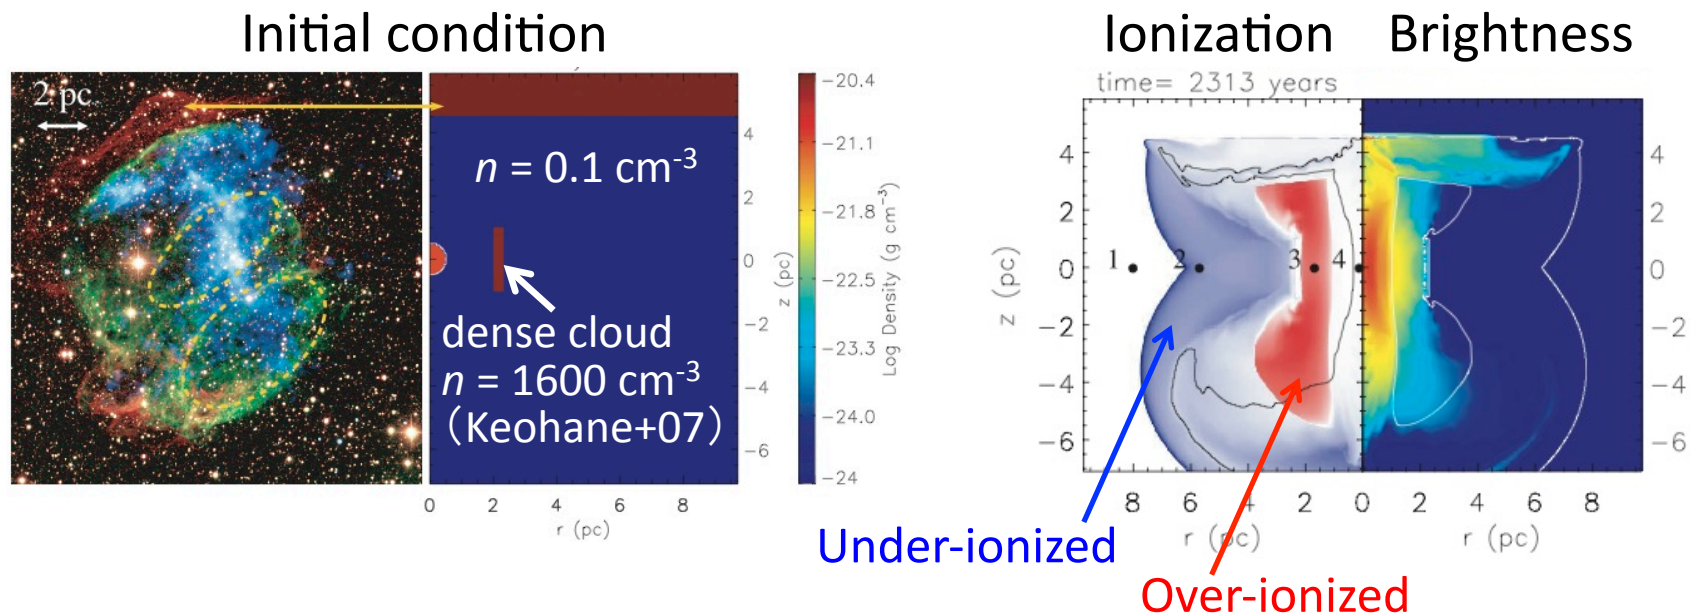 Initial condition
Ionization
Brightness
2 pc
n = 0.1 cm-3
dense cloud
n = 1600 cm-3
(Keohane+07)
4
2
0
−2
−4
−6
z (pc)
0 2 4 6 8
r (pc)
−20.4
−21.1
−21.8
−22.5
−23.3
−24.0
−24
Log Density (g cm−3)
time= 2313 years
4
2
0
−2
−4
−6
z (pc)
1 2 3 4
4
2
0
−2
−4
−6
8 6 4 2 0 2 4 6 8
r (pc)
r (pc)
Under-ionized
Over-ionized